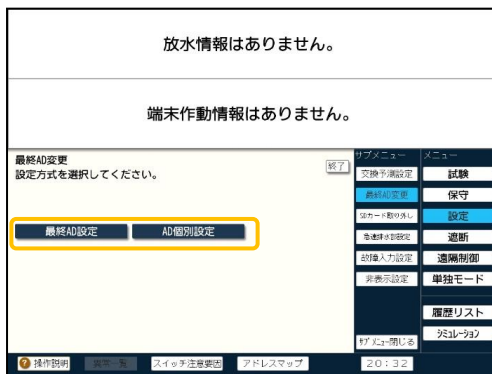 放水情報はありません。
端末作動情報はありません。
最終AD変更
設定方式を選択してください。
終了
最終AD設定
AD個別設定
サブメニュー
交換予測設定
最終AD変更
SDカード取り外し
急速排水部設定
故障入力設定
非表示設定
ｻﾌﾞﾒﾆｭｰ閉じる
メニュー
試験
保守
設定
遮断
遠隔制御
単独モード
履歴リスト
ｼﾐｭﾚｰｼｮﾝ
操作説明
異常一覧
スイッチ注意要因
アドレスマップ
20:32